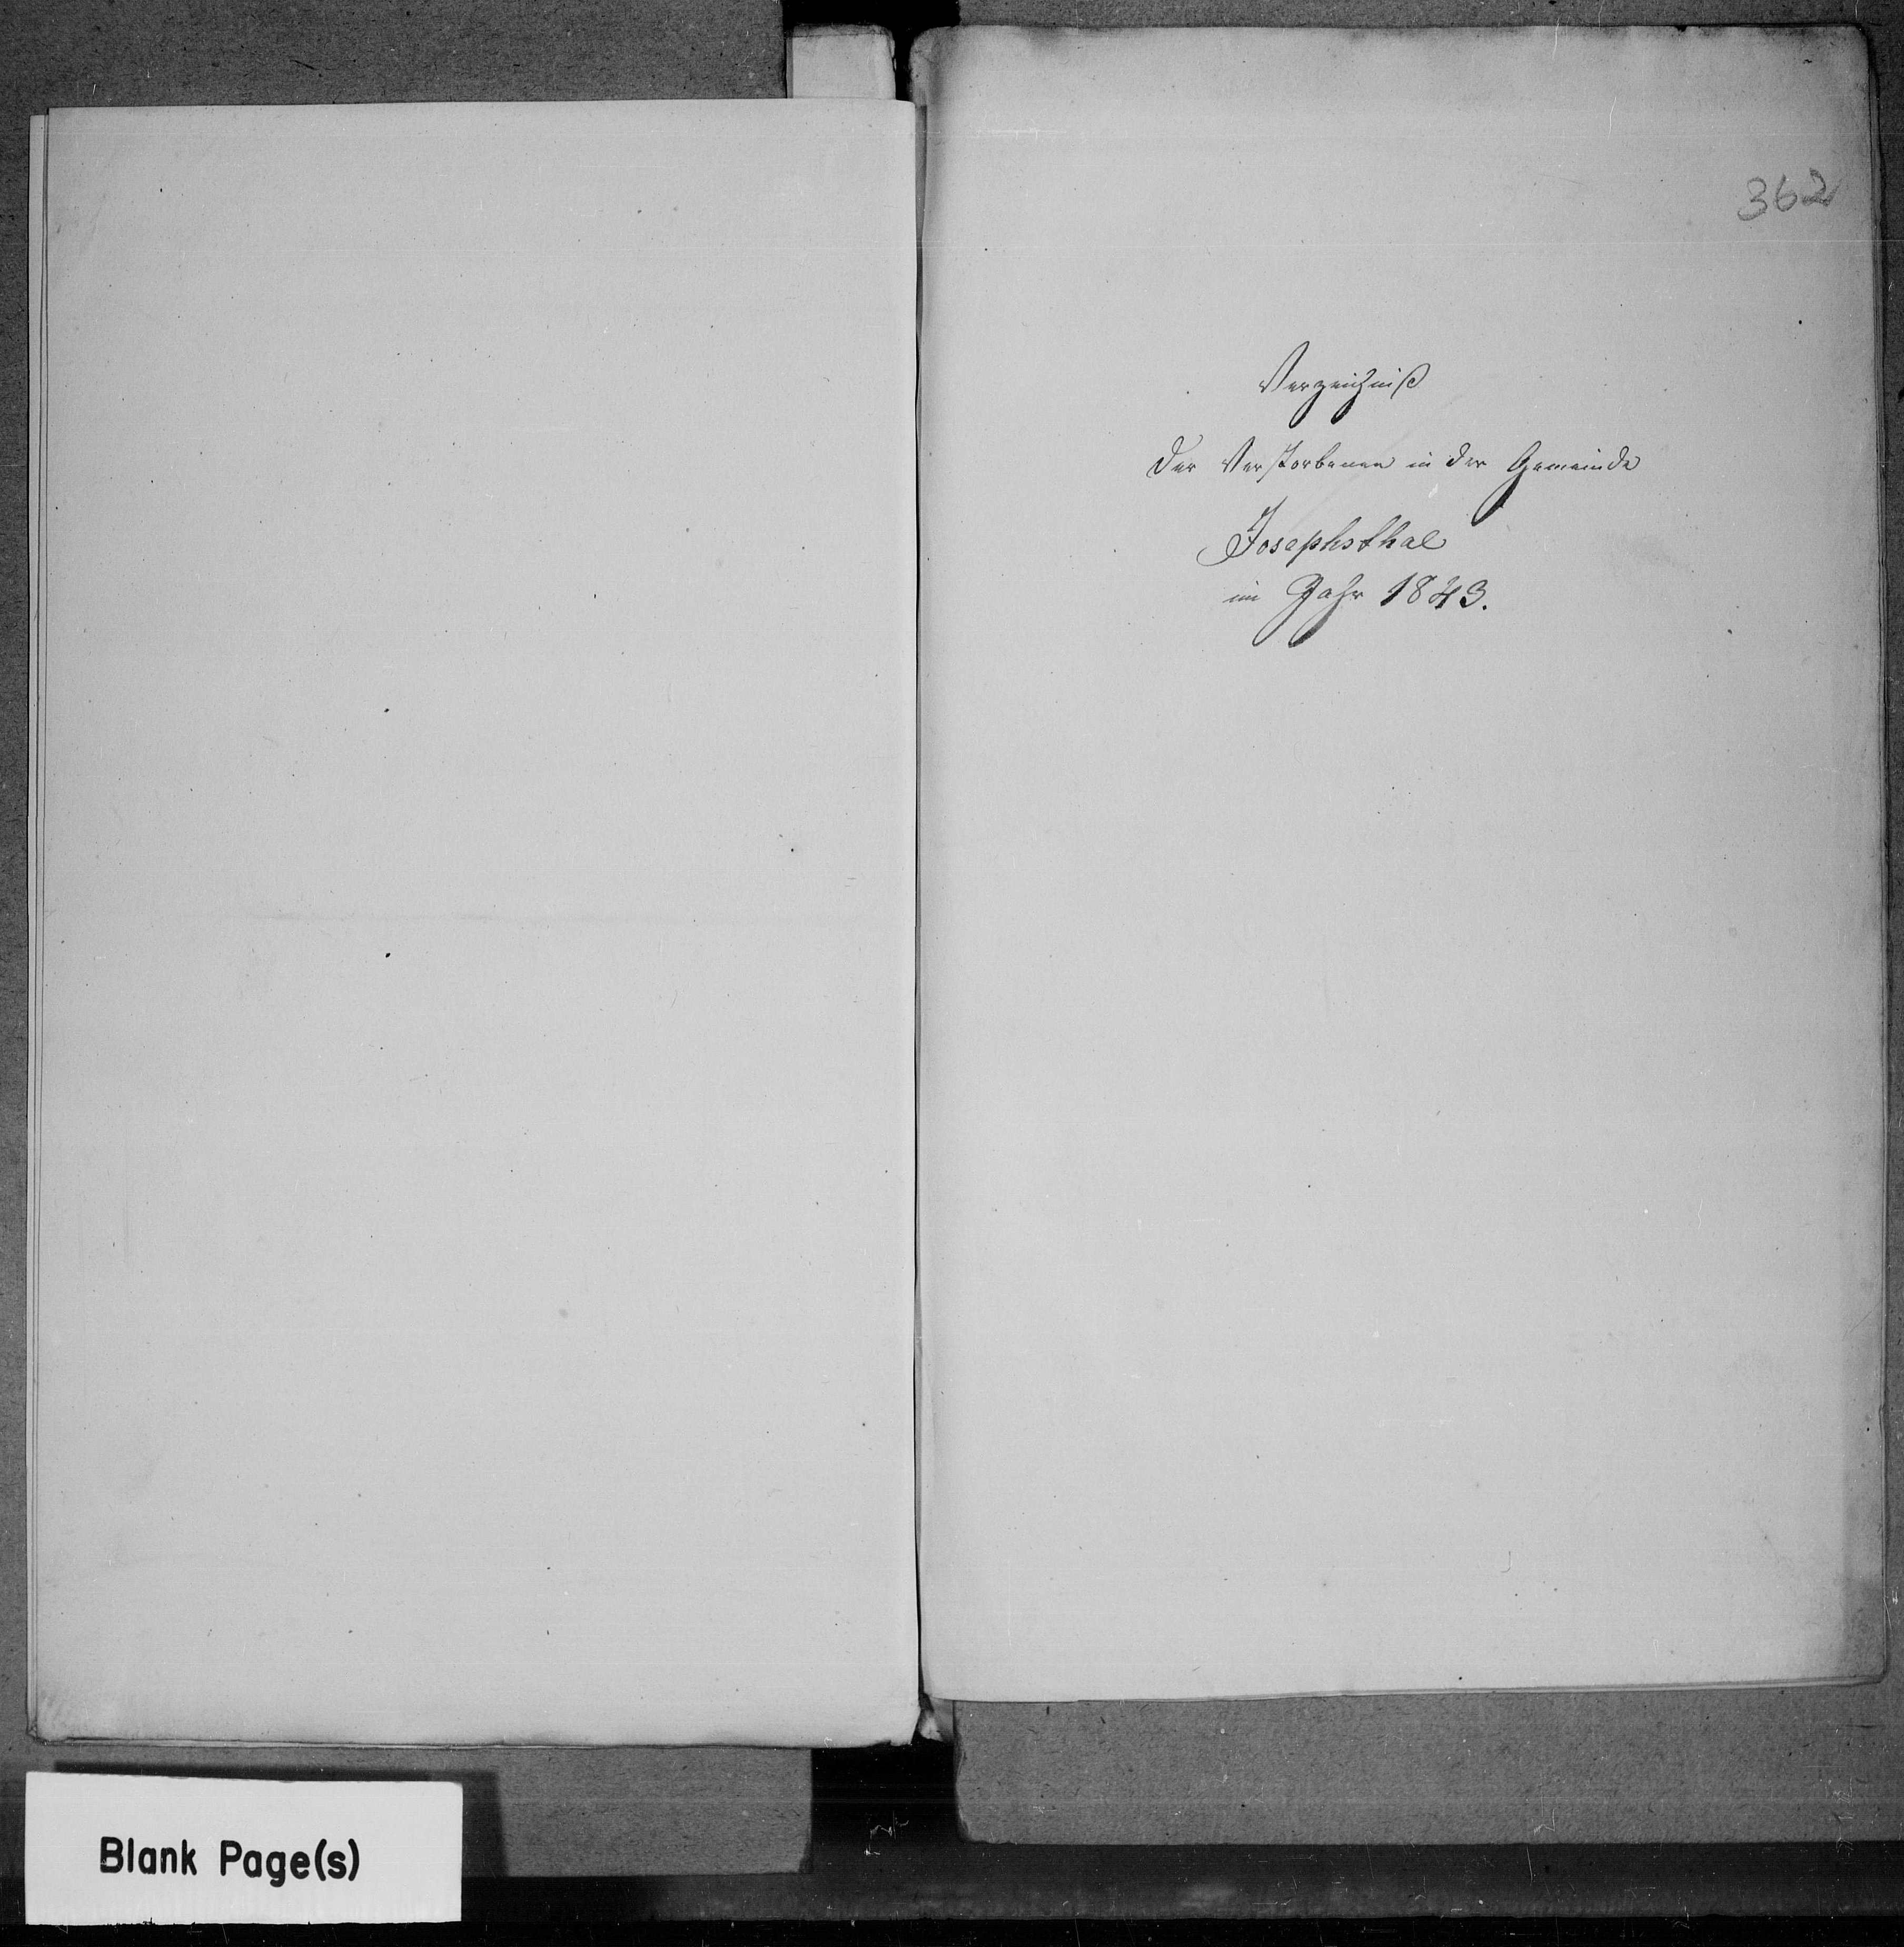 362
Verzeichniß
der Verstorbenen in der Gemeinde
Josephsthal
im Jahr 1843.
Blank Page(s)